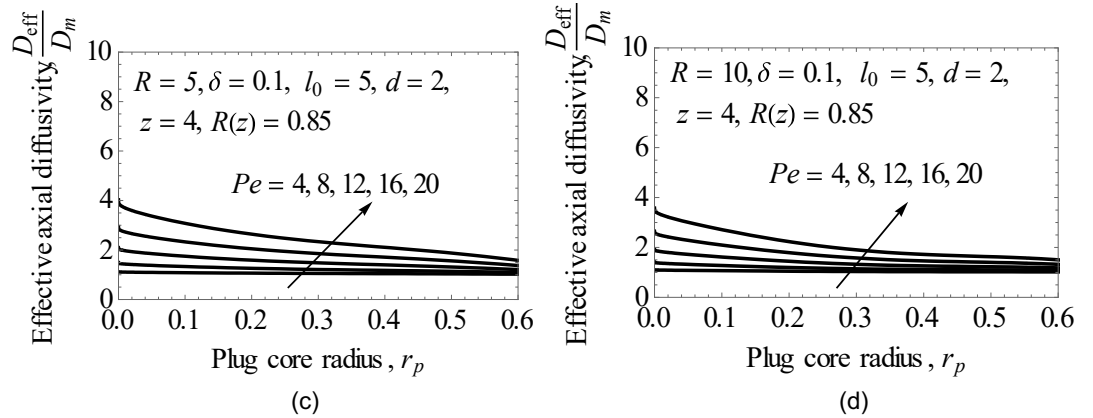 Effective axial diffusivity, D_eff/D_m
10
8
6
4
2
0
R = 5, δ = 0.1, l₀ = 5, d = 2,
z = 4, R(z) = 0.85
Pe = 4, 8, 12, 16, 20
0.0 0.1 0.2 0.3 0.4 0.5 0.6
Plug core radius , r_p
(c)
Effective axial diffusivity, D_eff/D_m
10
8
6
4
2
0
R = 10, δ = 0.1, l₀ = 5, d = 2,
z = 4, R(z) = 0.85
Pe = 4, 8, 12, 16, 20
0.0 0.1 0.2 0.3 0.4 0.5 0.6
Plug core radius , r_p
(d)